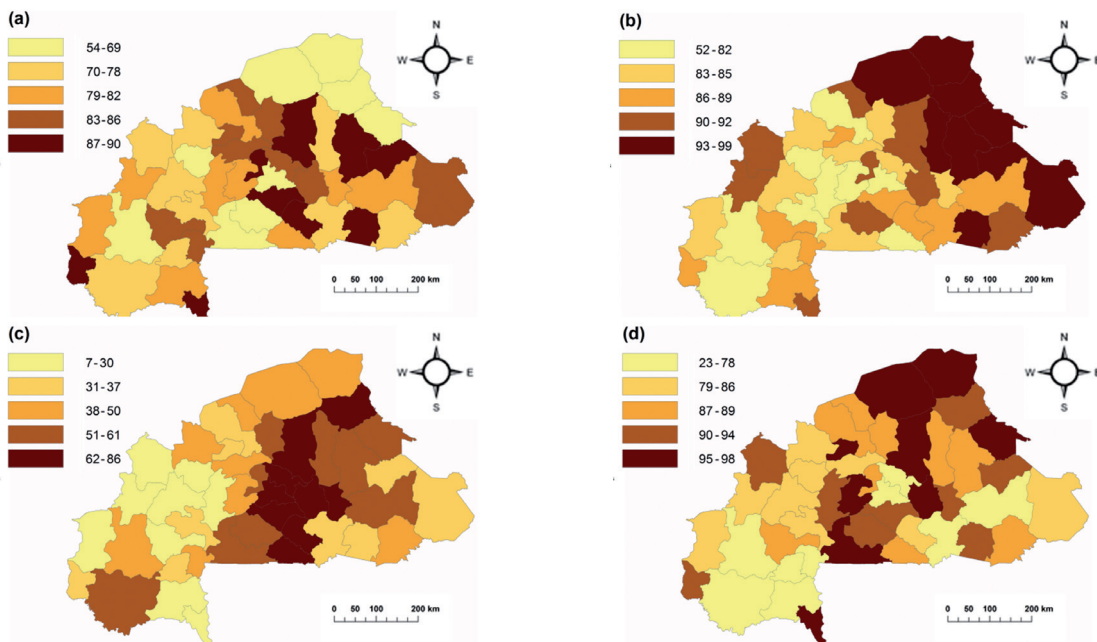 (a)
54-69
70-78
79-82
83-86
87-90
N
W E
S
0 50 100 200 km
(b)
52-82
83-85
86-89
90-92
93-99
N
W E
S
0 50 100 200 km
(c)
7-30
31-37
38-50
51-61
62-86
N
W E
S
0 50 100 200 km
(d)
23-78
79-86
87-89
90-94
95-98
N
W E
S
0 50 100 200 km